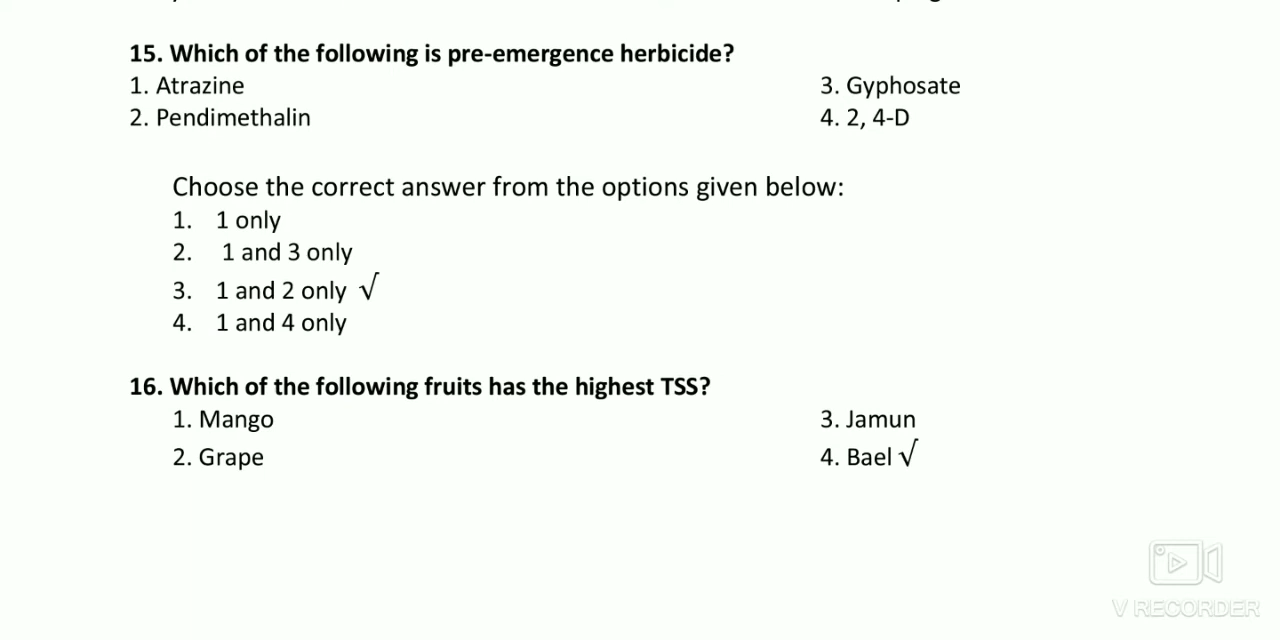 15. Which of the following is pre-emergence herbicide?
1. Atrazine
3. Gyphosate
2. Pendimethalin
4. 2, 4-D
Choose the correct answer from the options given below:
1. 1 only
2. 1 and 3 only
3. 1 and 2 only √
4. 1 and 4 only
16. Which of the following fruits has the highest TSS?
1. Mango
3. Jamun
2. Grape
4. Bael √
V RECORDER